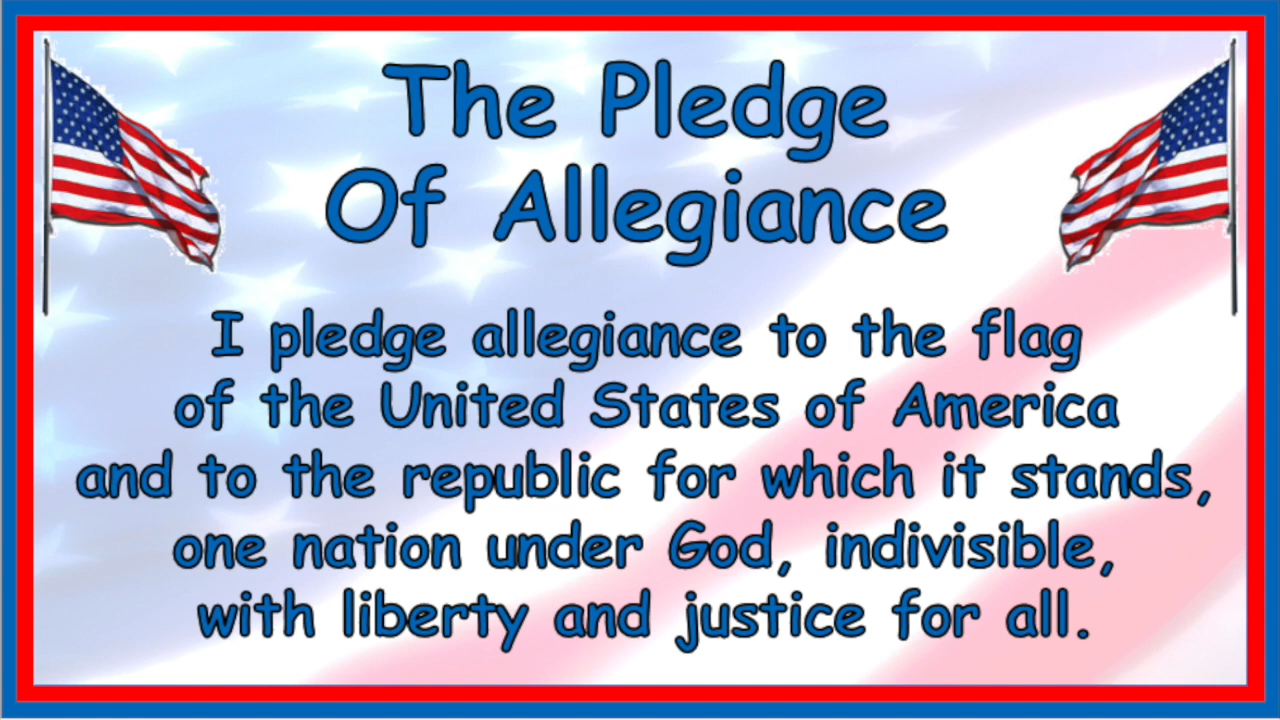 The Pledge
Of Allegiance
I pledge allegiance to the flag
of the United States of America
and to the republic for which it stands,
one nation under God, indivisible,
with liberty and justice for all.